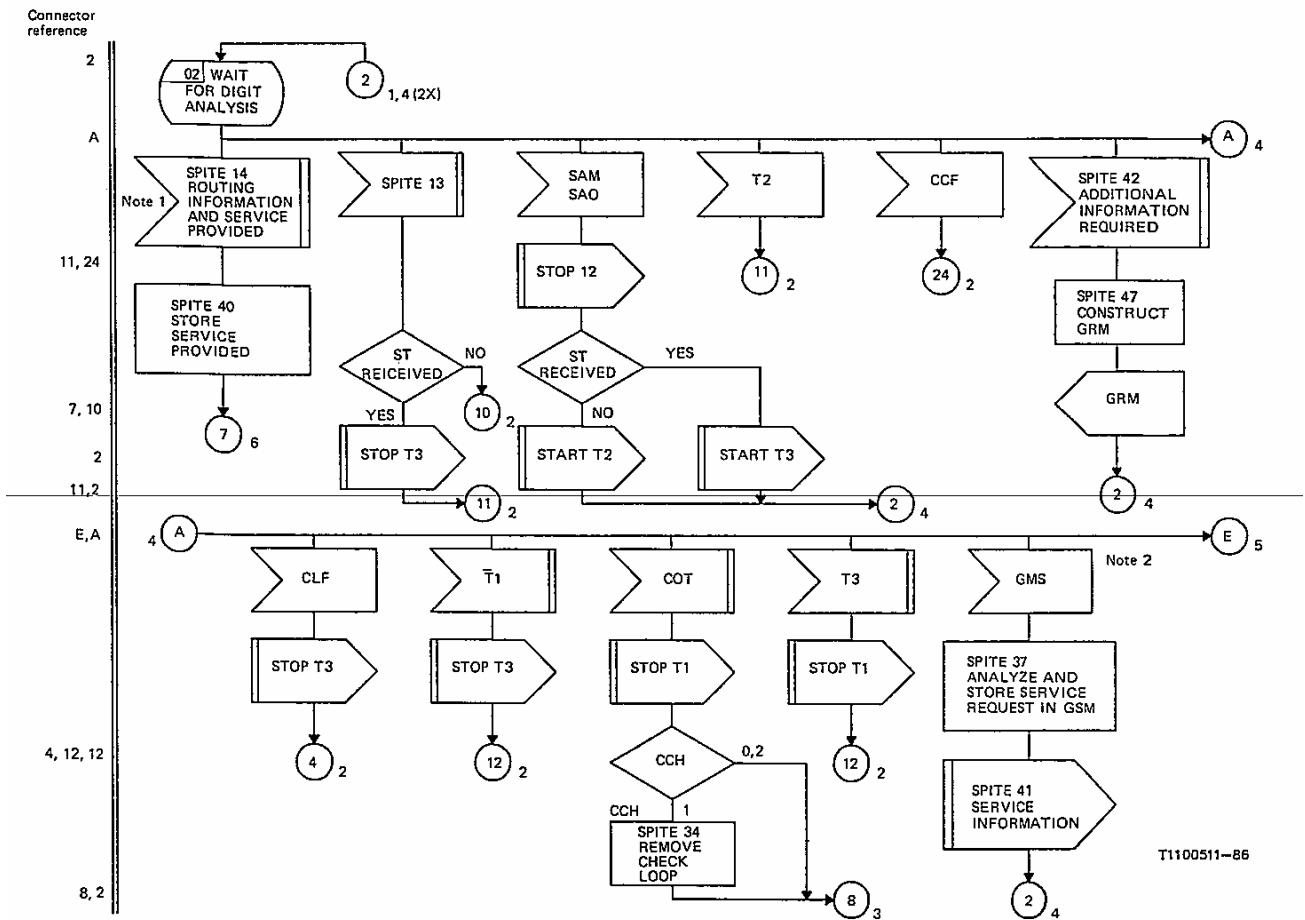 Connector
reference
2
02 WAIT
FOR DIGIT
ANALYSIS
2
1, 4 (2X)
A
A
4
Note 1
SPITE 14
ROUTING
INFORMATION
AND SERVICE
PROVIDED
SPITE 13
SAM
SAO
T2
CCF
SPITE 42
ADDITIONAL
INFORMATION
REQUIRED
11, 24
STOP 12
11
2
24
2
SPITE 40
STORE
SERVICE
PROVIDED
SPITE 47
CONSTRUCT
GRM
ST
REICEIVED
NO
ST
RECEIVED
YES
7, 10
7
6
YES
10
2
NO
GRM
2
STOP T3
START T2
START T3
11,2
11
2
2
4
2
4
E,A
4
A
E
5
CLF
T̅1
COT
T3
GMS
Note 2
STOP T3
STOP T3
STOP T1
STOP T1
SPITE 37
ANALYZE AND
STORE SERVICE
REQUEST IN GSM
4, 12, 12
4
2
12
2
CCH
0,2
12
2
CCH
1
SPITE 41
SERVICE
INFORMATION
SPITE 34
REMOVE
CHECK
LOOP
T1100511–86
8, 2
8
3
2
4